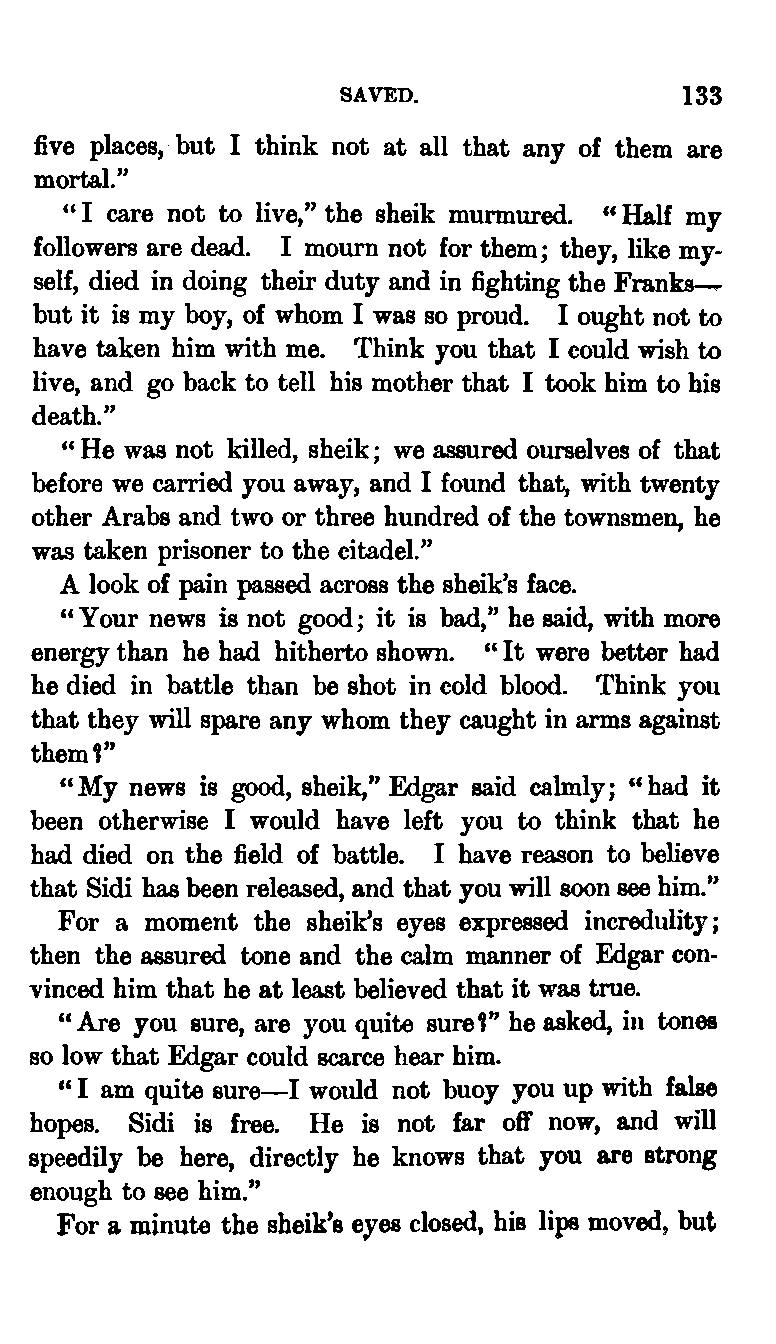 SAVED. 133
five places, but I think not at all that any of them are
mortal.”
“I care not to live,” the sheik murmured. “Half my
followers are dead. I mourn not for them; they, like my-
self, died in doing their duty and in fighting the Franks—
but it is my boy, of whom I was so proud. I ought not to
have taken him with me. Think you that I could wish to
live, and go back to tell his mother that I took him to his
death.”
“He was not killed, sheik; we assured ourselves of that
before we carried you away, and I found that, with twenty
other Arabs and two or three hundred of the townsmen, he
was taken prisoner to the citadel.”
A look of pain passed across the sheik’s face.
“Your news is not good; it is bad,” he said, with more
energy than he had hitherto shown. “It were better had
he died in battle than be shot in cold blood. Think you
that they will spare any whom they caught in arms against
them?”
“My news is good, sheik,” Edgar said calmly; “had it
been otherwise I would have left you to think that he
had died on the field of battle. I have reason to believe
that Sidi has been released, and that you will soon see him.”
For a moment the sheik’s eyes expressed incredulity;
then the assured tone and the calm manner of Edgar con-
vinced him that he at least believed that it was true.
“Are you sure, are you quite sure?” he asked, in tones
so low that Edgar could scarce hear him.
“I am quite sure—I would not buoy you up with false
hopes. Sidi is free. He is not far off now, and will
speedily be here, directly he knows that you are strong
enough to see him.”
For a minute the sheik’s eyes closed, his lips moved, but